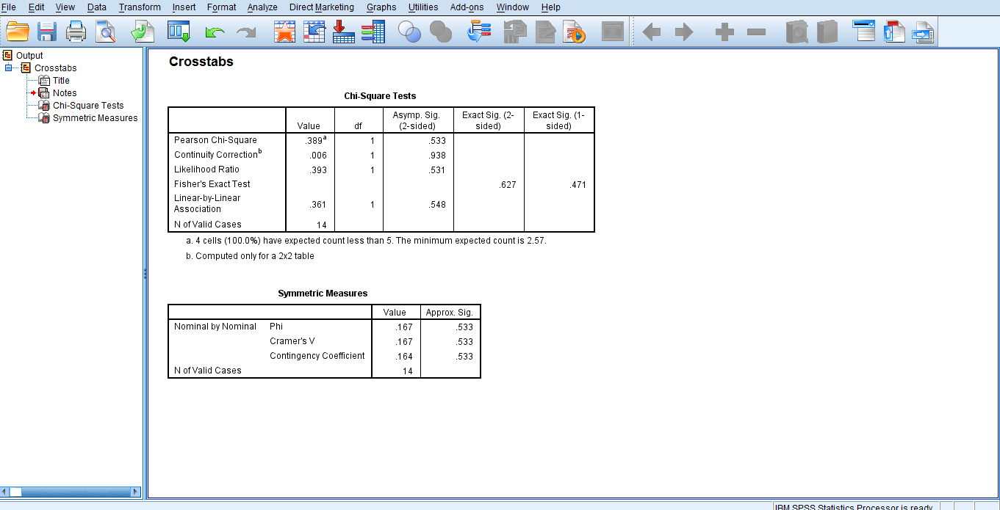 File Edit View Data Transform Insert Format Analyze Direct Marketing Graphs Utilities Add-ons Window Help
Output
Crosstabs
Title
Notes
Chi-Square Tests
Symmetric Measures
Crosstabs
Chi-Square Tests
Value df Asymp. Sig. (2-sided) Exact Sig. (2-sided) Exact Sig. (1-sided)
Pearson Chi-Square .389a 1 .533
Continuity Correctionb .006 1 .938
Likelihood Ratio .393 1 .531
Fisher's Exact Test .627 .471
Linear-by-Linear Association .361 1 .548
N of Valid Cases 14
a. 4 cells (100.0%) have expected count less than 5. The minimum expected count is 2.57.
b. Computed only for a 2x2 table
Symmetric Measures
Value Approx. Sig.
Nominal by Nominal Phi .167 .533
Cramer's V .167 .533
Contingency Coefficient .164 .533
N of Valid Cases 14
IBM SPSS Statistics Processor is ready